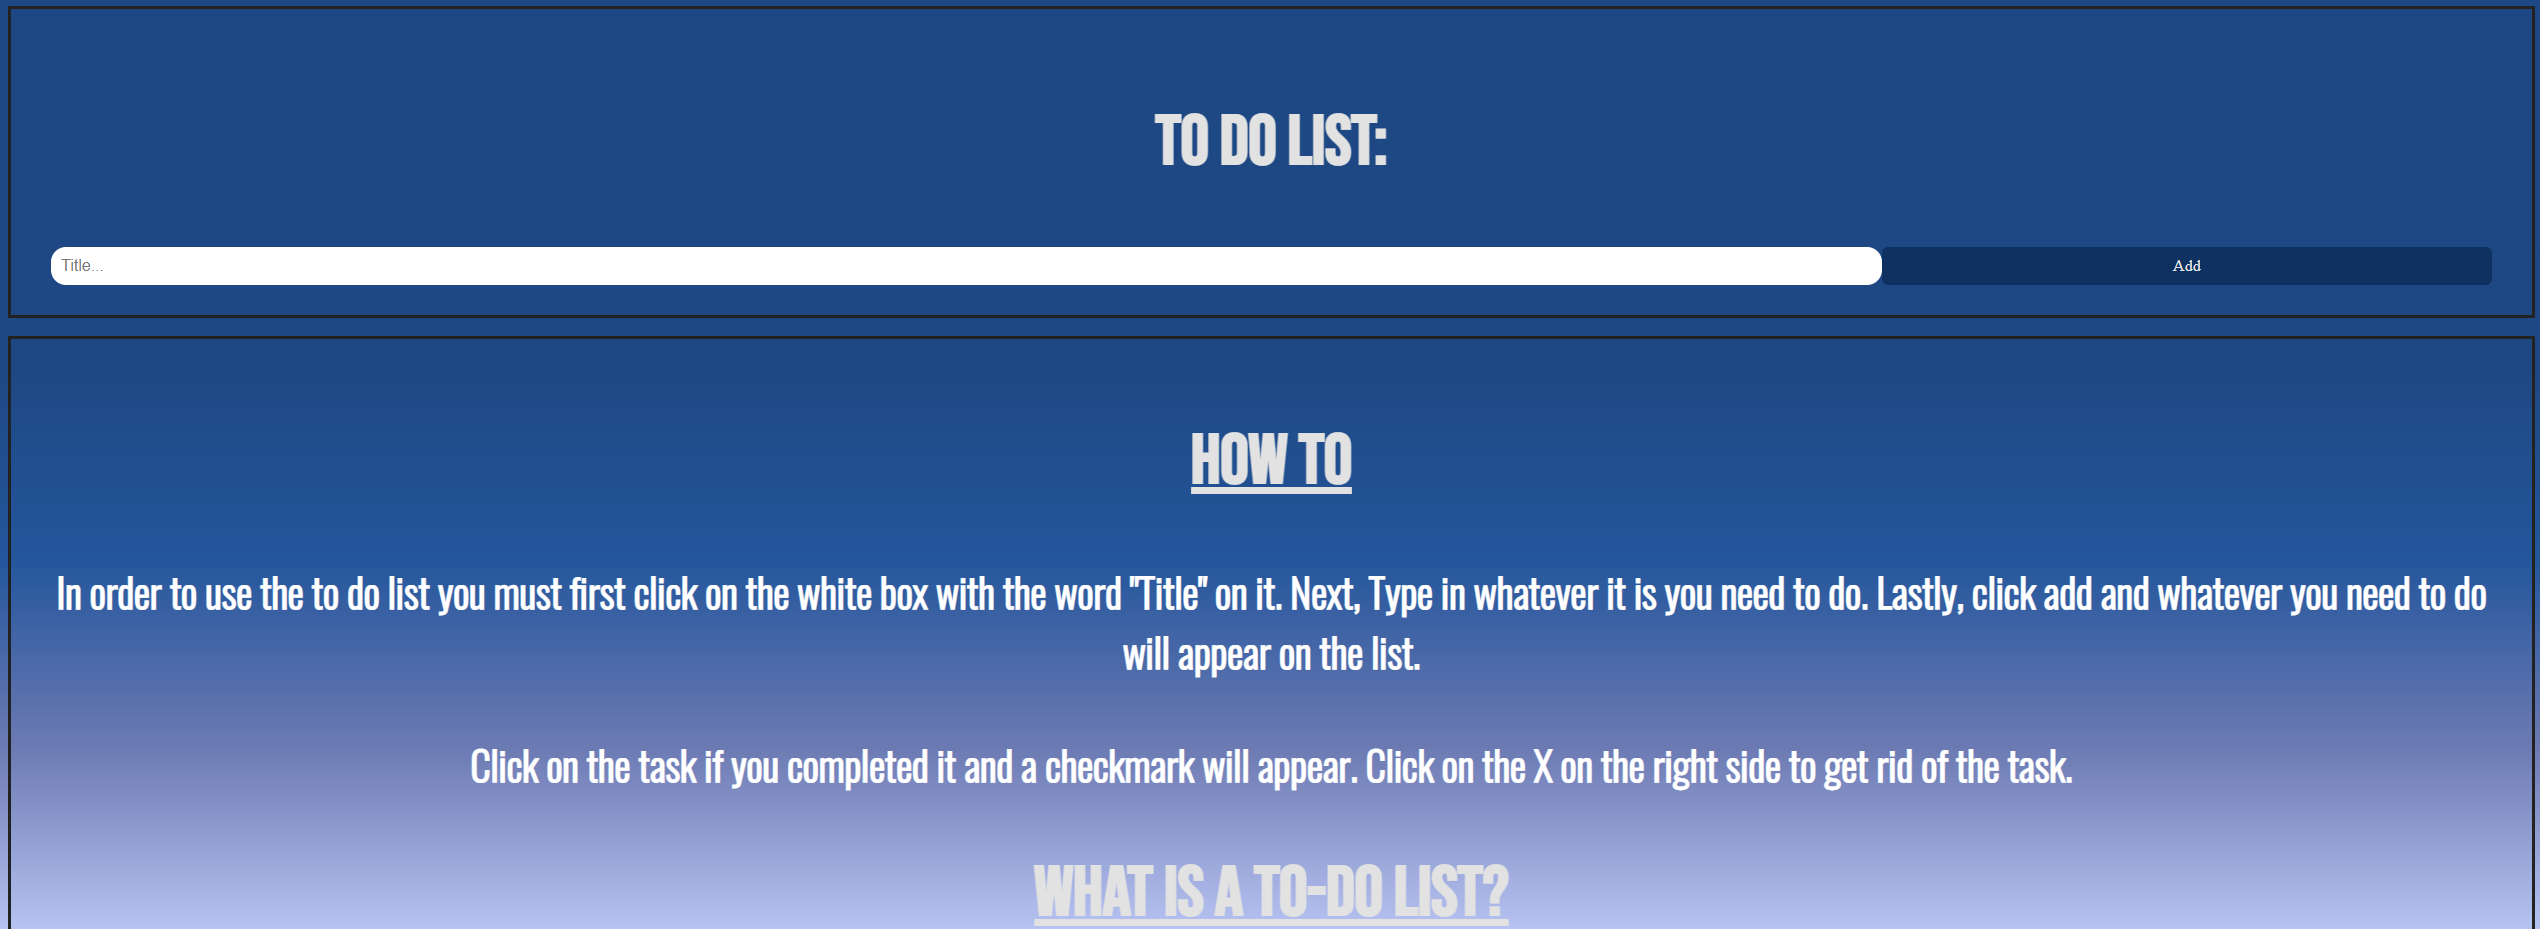 TO DO LIST:
Title...
Add
HOW TO
In order to use the to do list you must first click on the white box with the word "Title" on it. Next, Type in whatever it is you need to do. Lastly, click add and whatever you need to do
will appear on the list.
Click on the task if you completed it and a checkmark will appear. Click on the X on the right side to get rid of the task.
WHAT IS A TO-DO LIST?